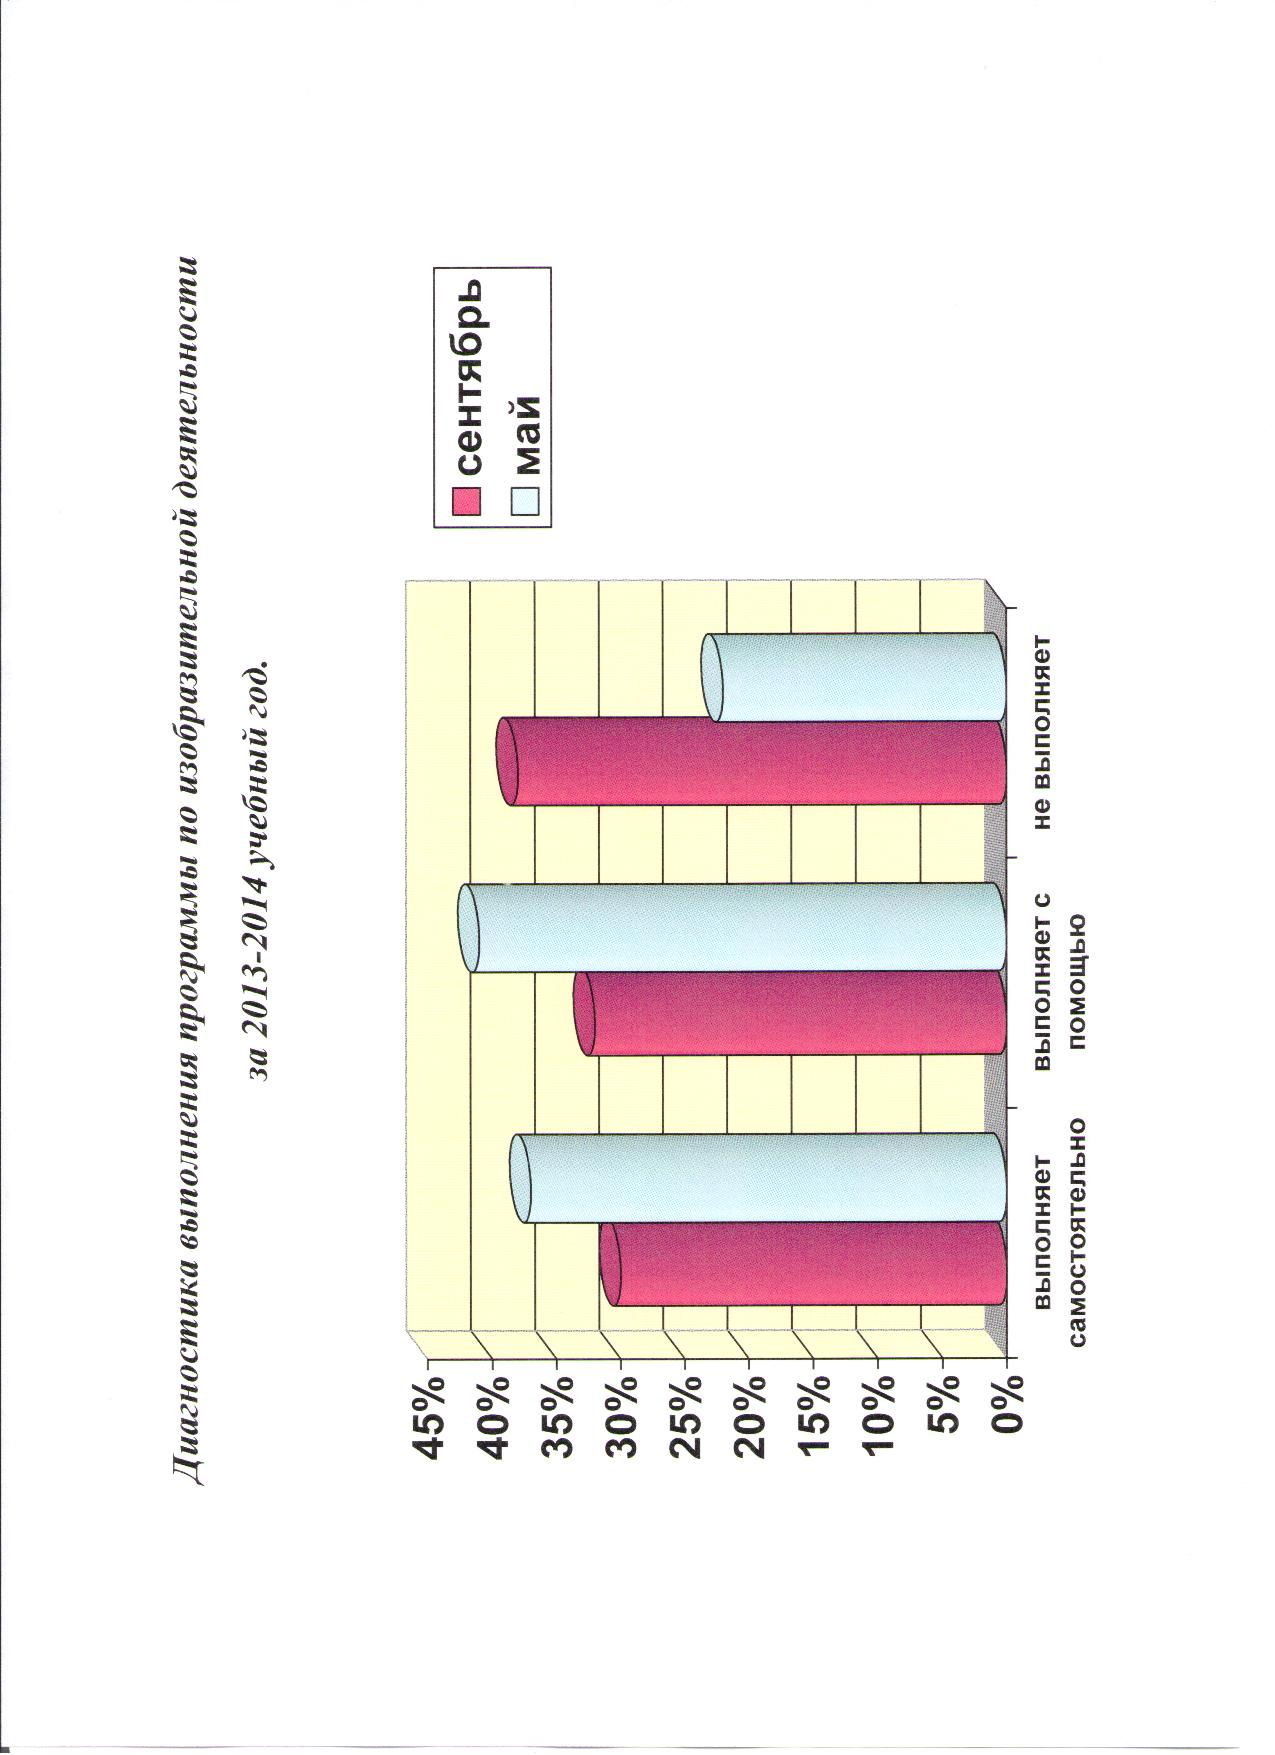 Диагностика выполнения программы по изобразительной деятельности
за 2013-2014 учебный год.
сентябрь
май
45%
40%
35%
30%
25%
20%
15%
10%
5%
0%
выполняет
самостоятельно
выполняет с
помощью
не выполняет